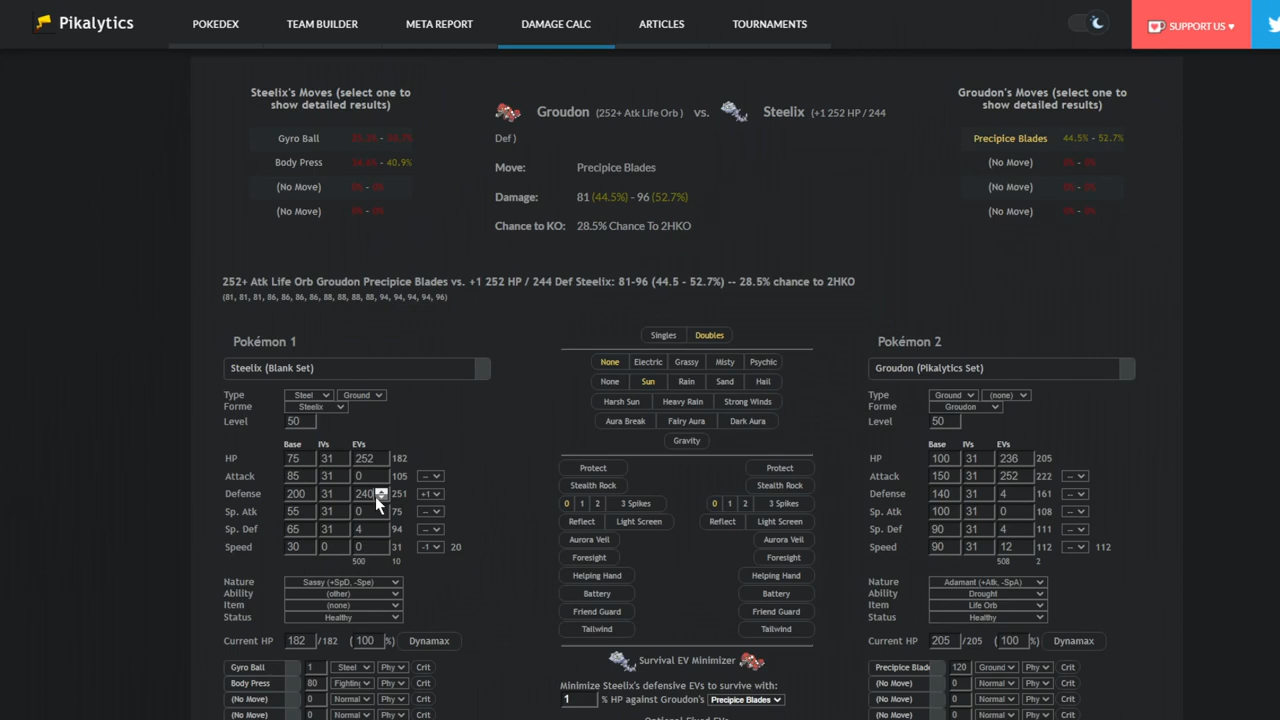 Pikalytics POKEDEX TEAM BUILDER META REPORT DAMAGE CALC ARTICLES TOURNAMENTS SUPPORT US ♥
Steelix's Moves (select one to show detailed results)
Gyro Ball
Body Press 40.9%
(No Move) 0% - 0%
(No Move) 0% - 0%
Groudon (252+ Atk Life Orb ) vs. Steelix (+1 252 HP / 244
Def )
Move: Precipice Blades
Damage: 81 (44.5%) - 96 (52.7%)
Chance to KO: 28.5% Chance To 2HKO
Groudon's Moves (select one to show detailed results)
Precipice Blades 44.5% - 52.7%
(No Move) 0% - 0%
(No Move) 0% - 0%
(No Move) 0% - 0%
252+ Atk Life Orb Groudon Precipice Blades vs. +1 252 HP / 244 Def Steelix: 81-96 (44.5 - 52.7%) -- 28.5% chance to 2HKO
(81, 81, 81, 86, 86, 86, 86, 88, 88, 88, 88, 94, 94, 94, 94, 96)
Pokémon 1
Steelix (Blank Set)
Type Steel Ground
Forme Steelix
Level 50
Base IVs EVs
HP 75 31 252 182
Attack 85 31 0 105 --
Defense 200 31 240 251 +1
Sp. Atk 55 31 0 75 --
Sp. Def 65 31 4 94 --
Speed 30 0 0 31 -1 20
500 10
Nature Sassy (+SpD, -Spe)
Ability (other)
Item (none)
Status Healthy
Current HP 182 /182 ( 100 %) Dynamax
Gyro Ball 1 Steel Phy Crit
Body Press 80 Fighting Phy Crit
(No Move) 0 Normal Phy Crit
(No Move) 0 Normal Phy Crit
Singles Doubles
None Electric Grassy Misty Psychic
None Sun Rain Sand Hail
Harsh Sun Heavy Rain Strong Winds
Aura Break Fairy Aura Dark Aura
Gravity
Protect Protect
Stealth Rock Stealth Rock
0 1 2 3 Spikes 0 1 2 3 Spikes
Reflect Light Screen Reflect Light Screen
Aurora Veil Aurora Veil
Foresight Foresight
Helping Hand Helping Hand
Battery Battery
Friend Guard Friend Guard
Tailwind Tailwind
Survival EV Minimizer
Minimize Steelix's defensive EVs to survive with:
1 % HP against Groudon's Precipice Blades
Optional Fixed EVs
Pokémon 2
Groudon (Pikalytics Set)
Type Ground (none)
Forme Groudon
Level 50
Base IVs EVs
HP 100 31 236 205
Attack 150 31 252 222 --
Defense 140 31 4 161 --
Sp. Atk 100 31 0 108 --
Sp. Def 90 31 4 111 --
Speed 90 31 12 112 -- 112
508 2
Nature Adamant (+Atk, -SpA)
Ability Drought
Item Life Orb
Status Healthy
Current HP 205 /205 ( 100 %) Dynamax
Precipice Blade 120 Ground Phy Crit
(No Move) 0 Normal Phy Crit
(No Move) 0 Normal Phy Crit
(No Move) 0 Normal Phy Crit